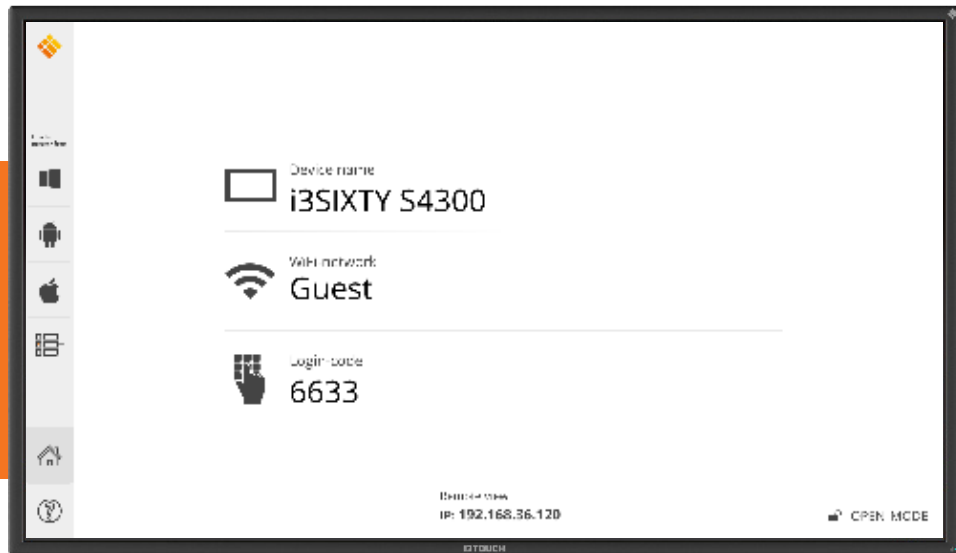 Device name
i3SIXTY S4300
WiFi network
Guest
Login-code
6633
Remote view
IP: 192.168.36.120
OPEN MODE
i3TOUCH